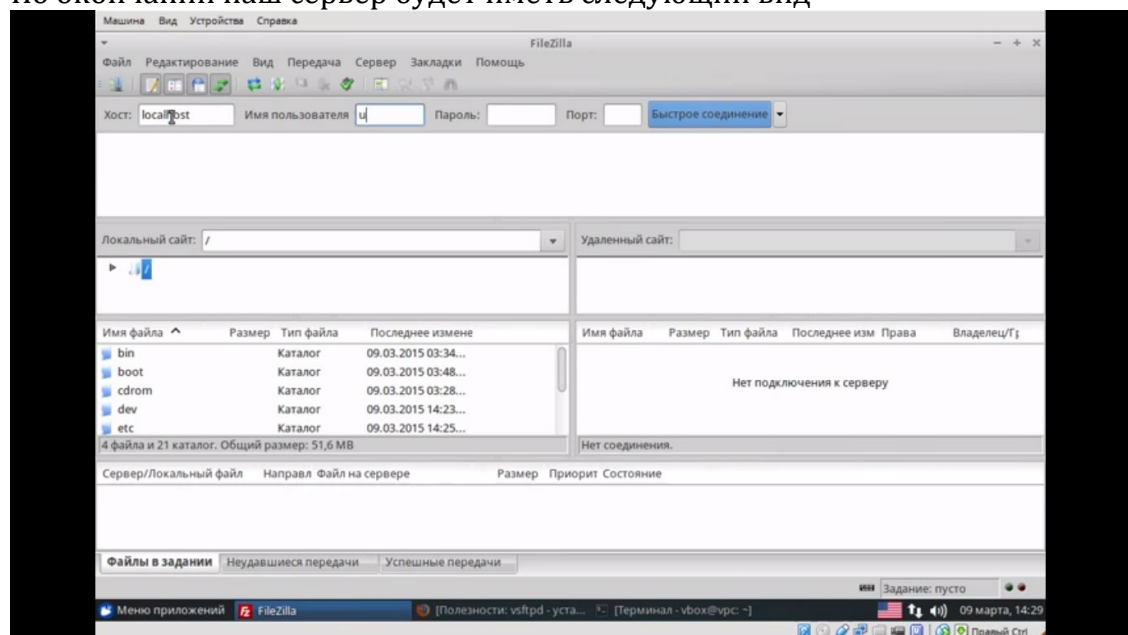 По окончании наш сервер будет иметь следующий вид
Машина Вид Устройства Справка
FileZilla
Файл Редактирование Вид Передача Сервер Закладки Помощь
Хост: localhost Имя пользователя u Пароль: Порт: Быстрое соединение
Локальный сайт: / Удаленный сайт:
/
Имя файла Размер Тип файла Последнее измене Имя файла Размер Тип файла Последнее изм Права Владелец/Гр
bin Каталог 09.03.2015 03:34...
boot Каталог 09.03.2015 03:48...
cdrom Каталог 09.03.2015 03:28...
dev Каталог 09.03.2015 14:23...
etc Каталог 09.03.2015 14:25...
Нет подключения к серверу
4 файла и 21 каталог. Общий размер: 51,6 MB Нет соединения.
Сервер/Локальный файл Направл Файл на сервере Размер Приорит Состояние
Файлы в задании Неудавшиеся передачи Успешные передачи
Задание: пусто
Меню приложений FileZilla [Полезности: vsftpd - уста... [Терминал - vbox@vpc: ~] 09 марта, 14:29
Правый Ctrl